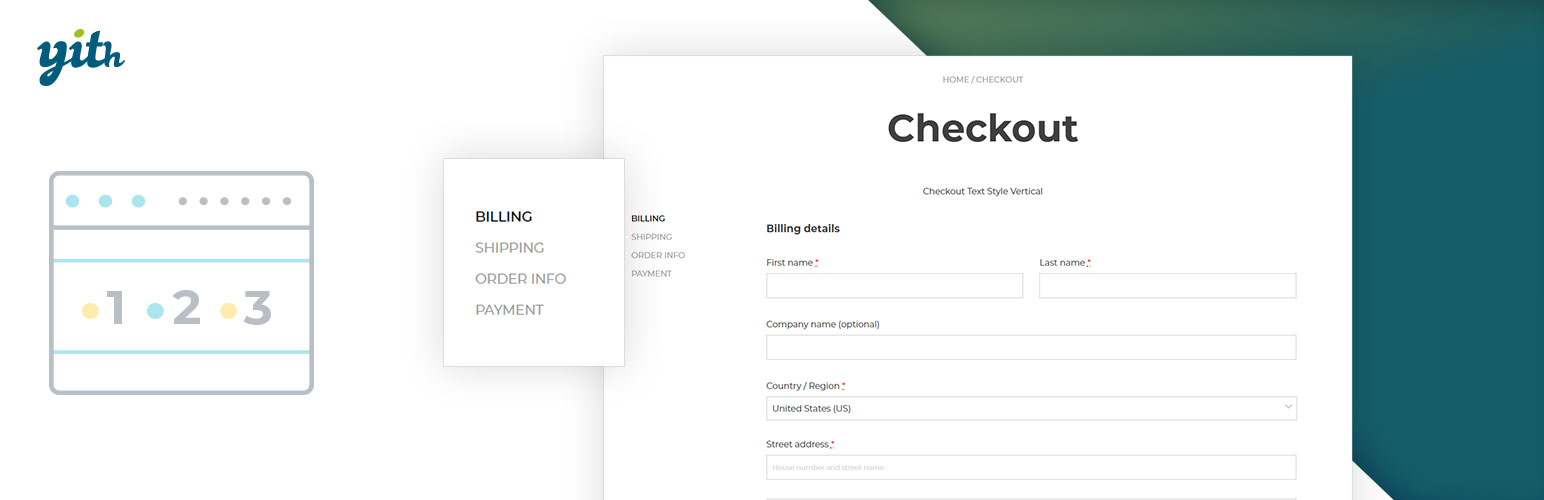 yith
1 2 3
BILLING
SHIPPING
ORDER INFO
PAYMENT
HOME / CHECKOUT
Checkout
Checkout Text Style Vertical
BILLING
SHIPPING
ORDER INFO
PAYMENT
Billing details
First name * Last name *
Company name (optional)
Country / Region *
United States (US)
Street address *
House number and street name